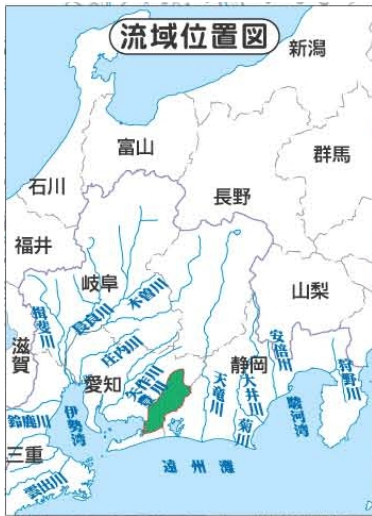 流域位置図
新潟
富山
群馬
石川
長野
福井
岐阜
木曽川
山梨
揖斐川
長良川
滋賀
庄内川
安倍川
狩野川
静岡
愛知
矢作川
豊川
大井川
天竜川
駿河湾
鈴鹿川
伊勢湾
菊川
三重
遠州灘
雲出川